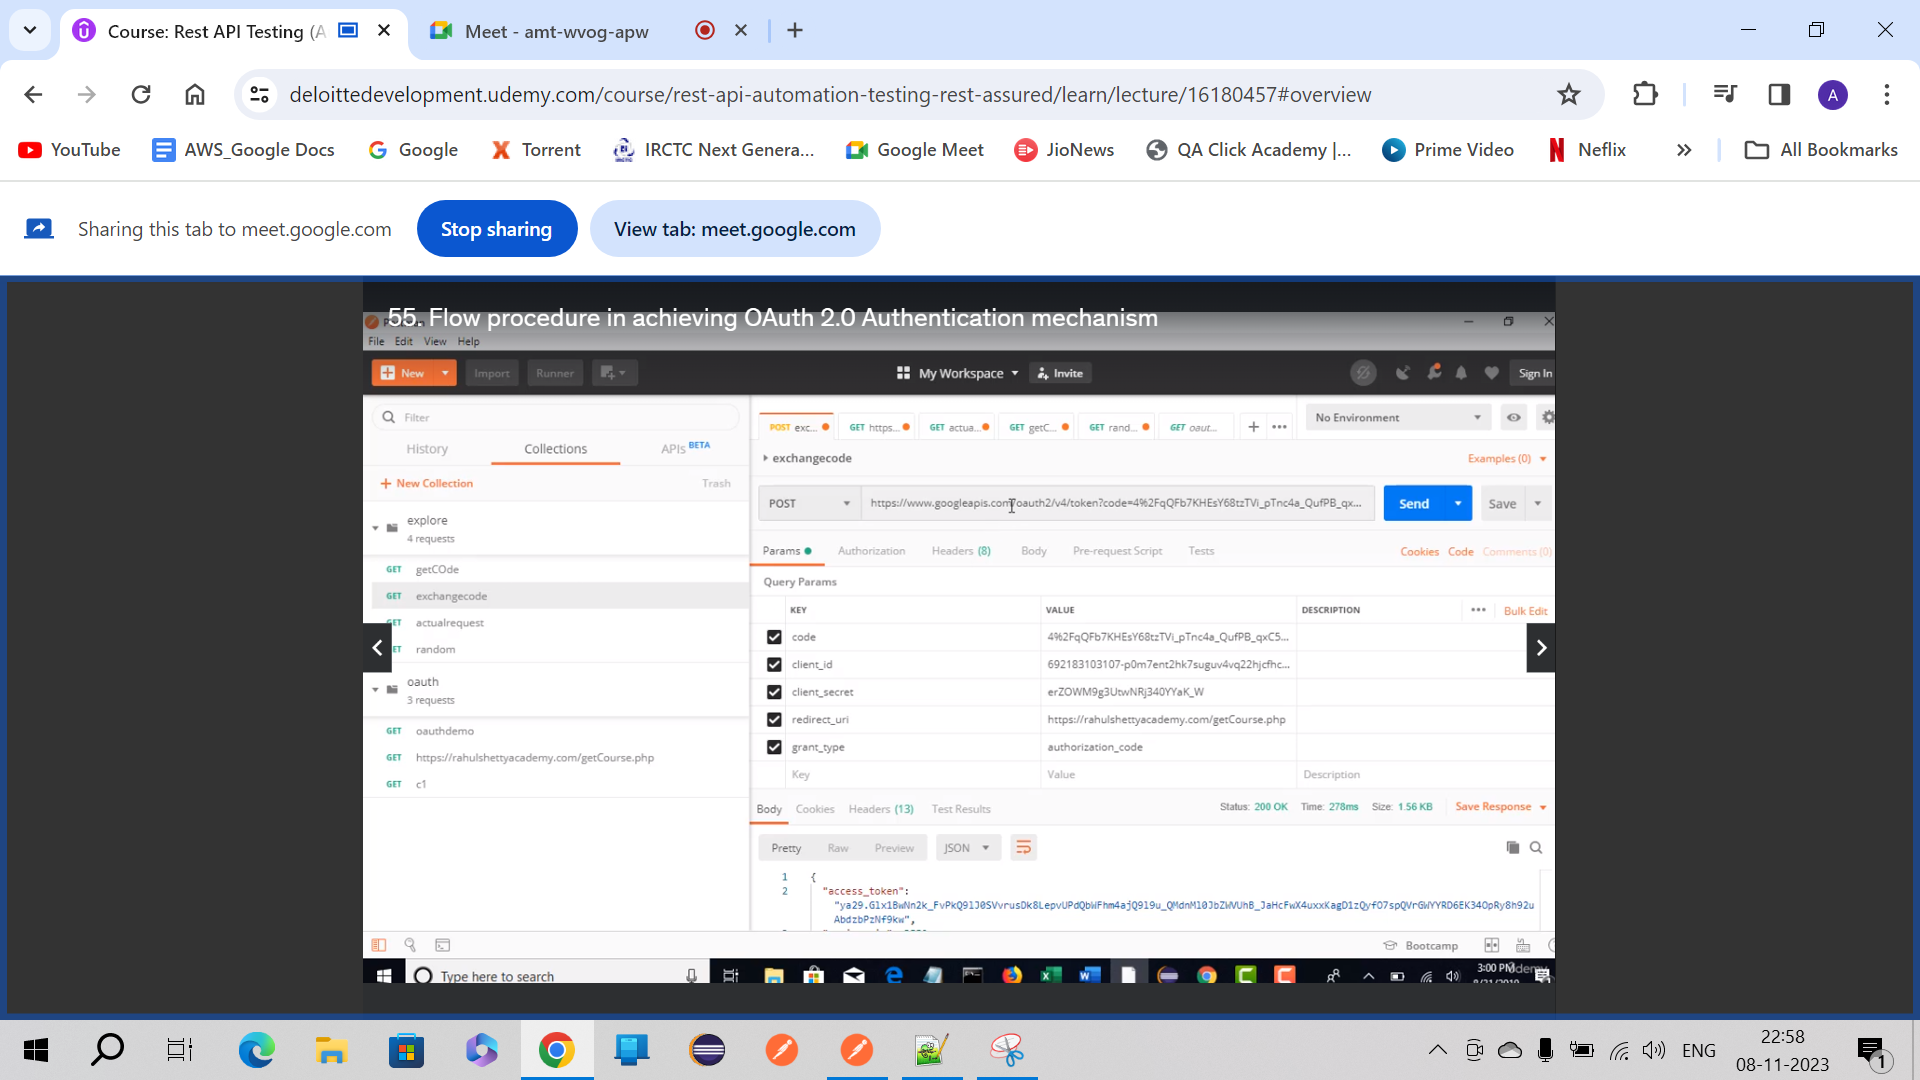 Course: Rest API Testing (A
Meet - amt-wvog-apw
deloittedevelopment.udemy.com/course/rest-api-automation-testing-rest-assured/learn/lecture/16180457#overview
YouTube AWS_Google Docs Google Torrent IRCTC Next Genera... Google Meet JioNews QA Click Academy |... Prime Video Neflix » All Bookmarks
Sharing this tab to meet.google.com Stop sharing View tab: meet.google.com
55. Flow procedure in achieving OAuth 2.0 Authentication mechanism
File Edit View Help
New Import Runner My Workspace Invite Sign In
Filter
POST exc... GET https... GET actua... GET getC... GET rand... GET oaut... No Environment
History Collections APIs BETA
exchangecode Examples (0)
+ New Collection Trash
POST https://www.googleapis.com/oauth2/v4/token?code=4%2FqQFb7KHEsY68tzTVi_pTnc4a_QufPB_qx... Send Save
explore
4 requests
Params Authorization Headers (8) Body Pre-request Script Tests Cookies Code Comments (0)
GET getCOde
GET exchangecode
GET actualrequest
GET random
oauth
3 requests
GET oauthdemo
GET https://rahulshettyacademy.com/getCourse.php
GET c1
Query Params
KEY VALUE DESCRIPTION ••• Bulk Edit
code 4%2FqQFb7KHEsY68tzTVi_pTnc4a_QufPB_qxC5...
client_id 692183103107-p0m7ent2hk7suguv4vq22hjcfhc...
client_secret erZOWM9g3UtwNRj340YYaK_W
redirect_uri https://rahulshettyacademy.com/getCourse.php
grant_type authorization_code
Key Value Description
Body Cookies Headers (13) Test Results Status: 200 OK Time: 278ms Size: 1.56 KB Save Response
Pretty Raw Preview JSON
1 {
2 "access_token":
"ya29.Glx1BwNn2k_FvPkQ9lJ0SVvrusDk8LepvUPdQbWFhm4ajQ9l9u_QMdnMl0JbZWVUhB_JaHcFwX4uxxKagD1zQyfO7spQVrGWYYRD6EK34OpRy8h92u
AbdzbPzNf9kw",
Bootcamp
Type here to search
3:00 PM
ENG
22:58
08-11-2023
1